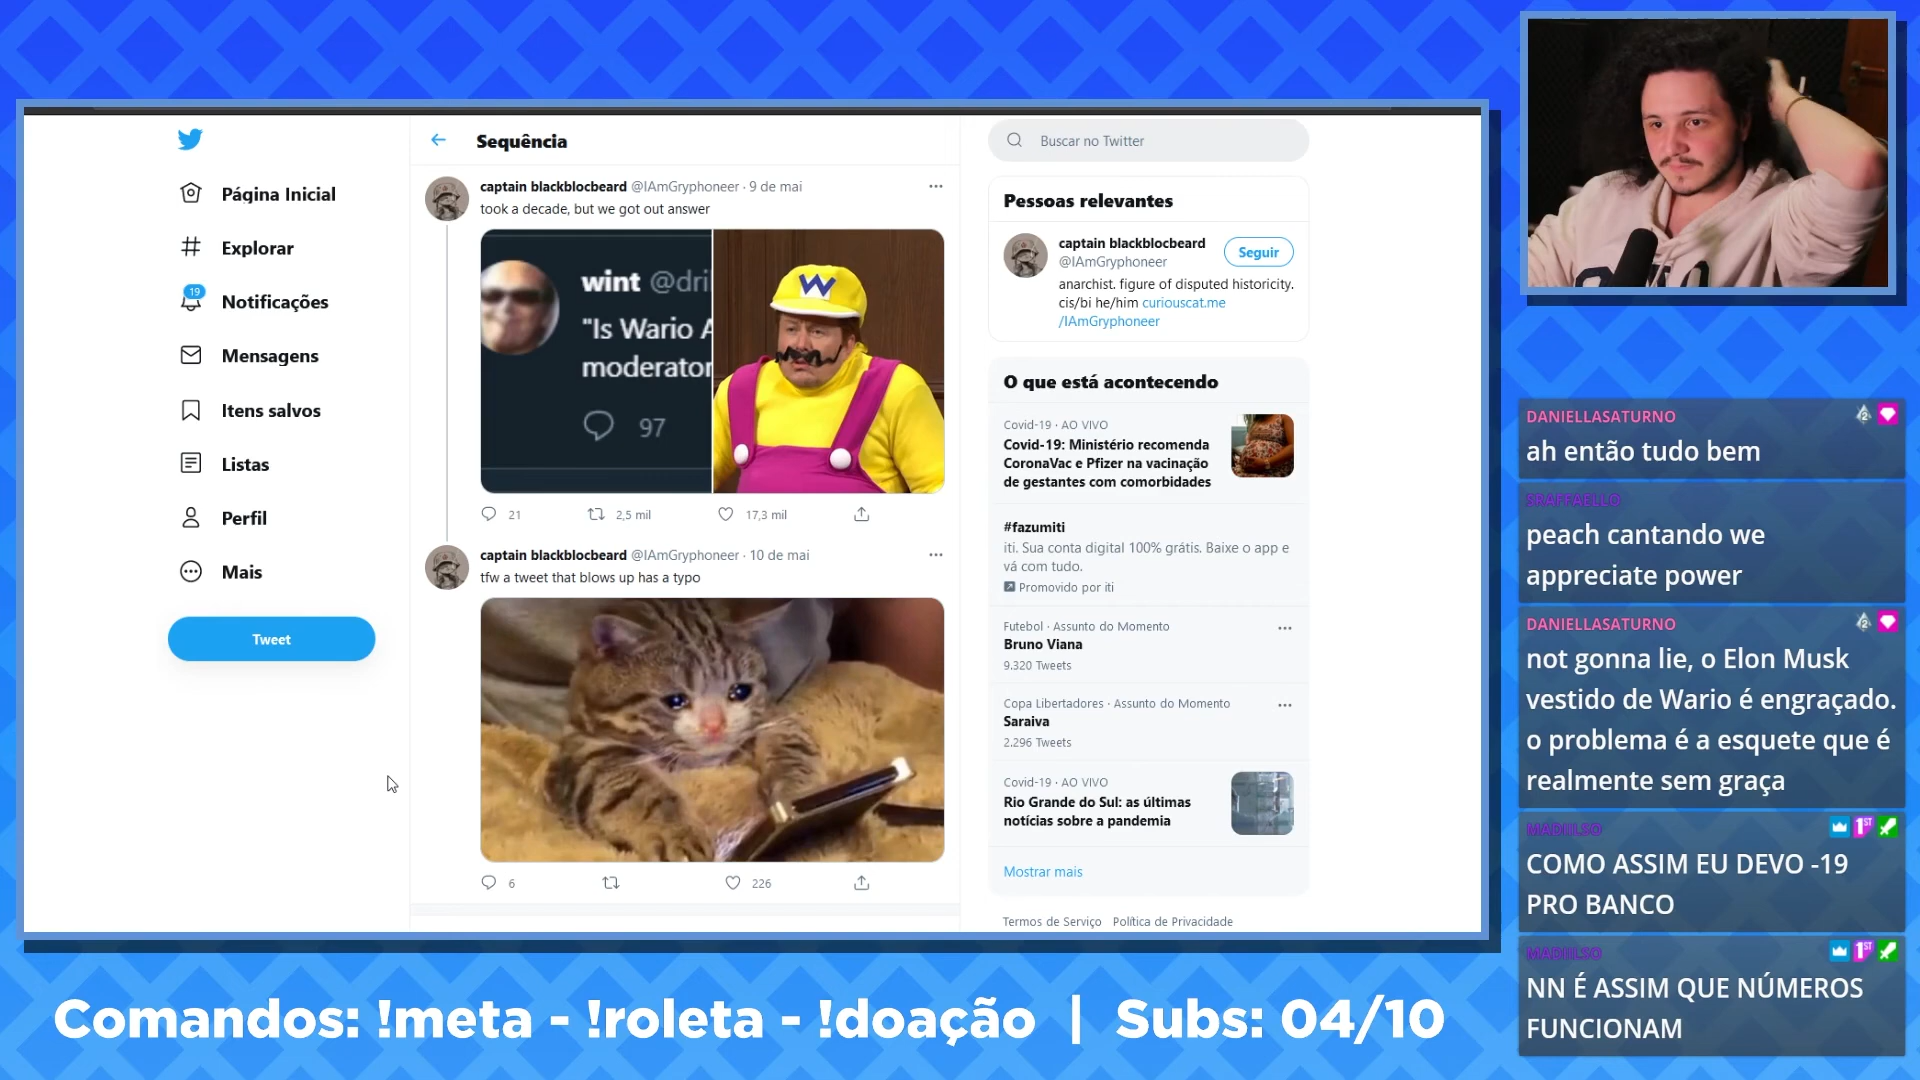 Sequência
Buscar no Twitter
Página Inicial
Explorar
19
Notificações
Mensagens
Itens salvos
Listas
Perfil
Mais
Tweet
captain blackblocbeard @IAmGryphoneer · 9 de mai
took a decade, but we got out answer
wint @dri
"Is Wario A
moderator
97
W
21
2,5 mil
17,3 mil
captain blackblocbeard @IAmGryphoneer · 10 de mai
tfw a tweet that blows up has a typo
6
226
Pessoas relevantes
captain blackblocbeard
@IAmGryphoneer
Seguir
anarchist. figure of disputed historicity.
cis/bi he/him curiouscat.me
/IAmGryphoneer
O que está acontecendo
Covid-19 · AO VIVO
Covid-19: Ministério recomenda
CoronaVac e Pfizer na vacinação
de gestantes com comorbidades
#fazumiti
iti. Sua conta digital 100% grátis. Baixe o app e
vá com tudo.
Promovido por iti
Futebol · Assunto do Momento
Bruno Viana
9.320 Tweets
Copa Libertadores · Assunto do Momento
Saraiva
2.296 Tweets
Covid-19 · AO VIVO
Rio Grande do Sul: as últimas
notícias sobre a pandemia
Mostrar mais
Termos de Serviço Política de Privacidade
DANIELLASATURNO
ah então tudo bem
SRAFFAELLO
peach cantando we
appreciate power
DANIELLASATURNO
not gonna lie, o Elon Musk
vestido de Wario é engraçado.
o problema é a esquete que é
realmente sem graça
MADHLSO
COMO ASSIM EU DEVO -19
PRO BANCO
MADHLSO
NN É ASSIM QUE NÚMEROS
FUNCIONAM
Comandos: !meta - !roleta - !doação | Subs: 04/10